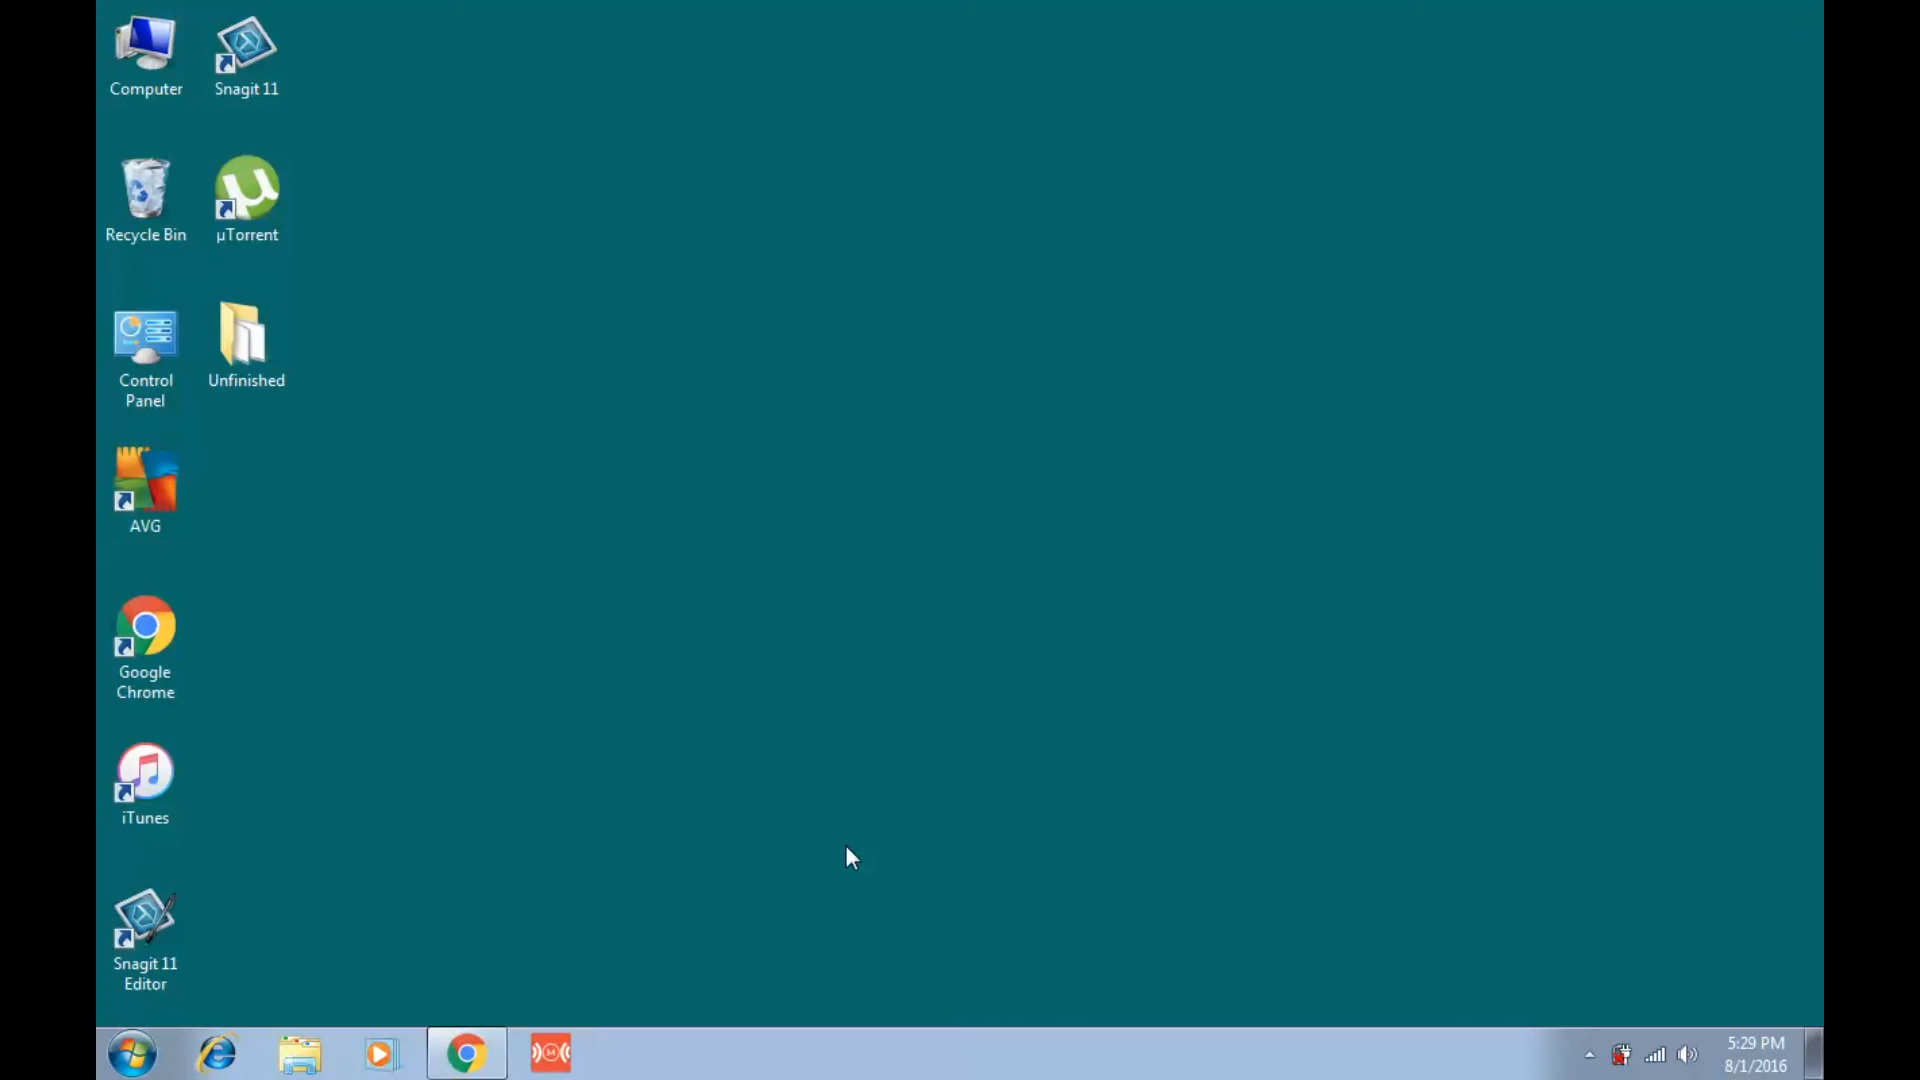 Computer
Snagit 11
Recycle Bin
µTorrent
Control
Panel
Unfinished
AVG
Google
Chrome
iTunes
Snagit 11
Editor
5:29 PM
8/1/2016